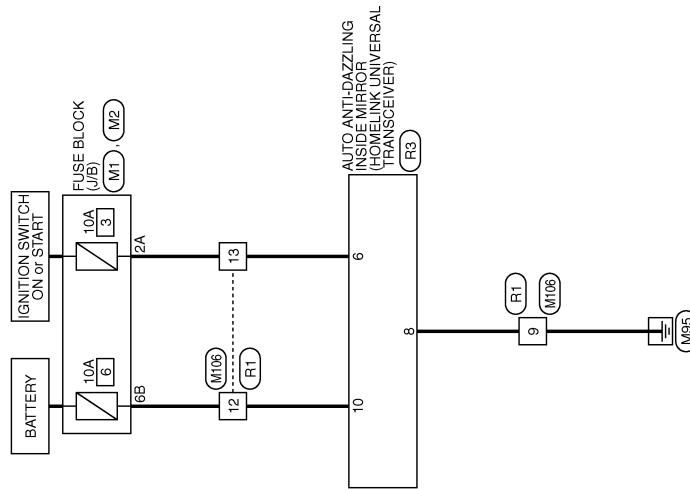 BATTERY
IGNITION SWITCH
ON or START
FUSE BLOCK
(J/B)
M1 , M2
10A
6
10A
3
6B
2A
M106
R1
12
13
10
6
AUTO ANTI-DAZZLING
INSIDE MIRROR
(HOMELINK UNIVERSAL
TRANSCEIVER)
R3
8
R1
M106
9
M95